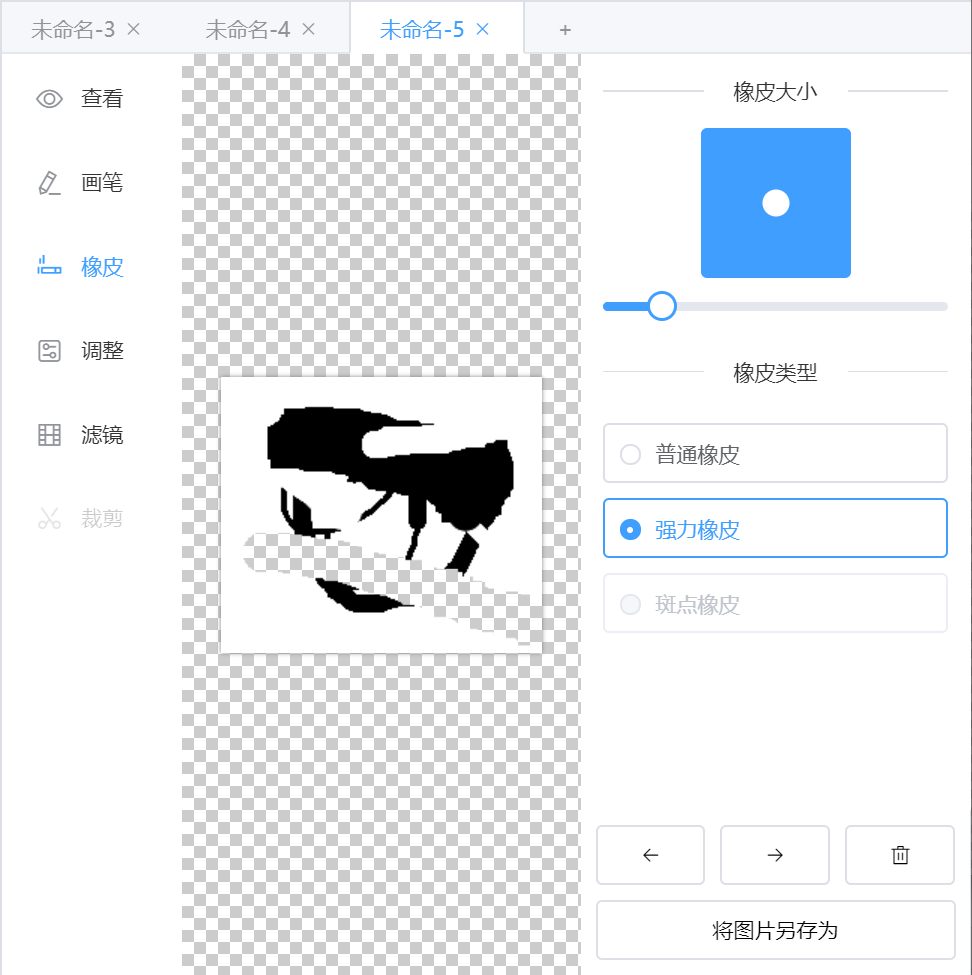 未命名-3
未命名-4
未命名-5
查看
画笔
橡皮
调整
滤镜
裁剪
橡皮大小
橡皮类型
普通橡皮
强力橡皮
斑点橡皮
将图片另存为